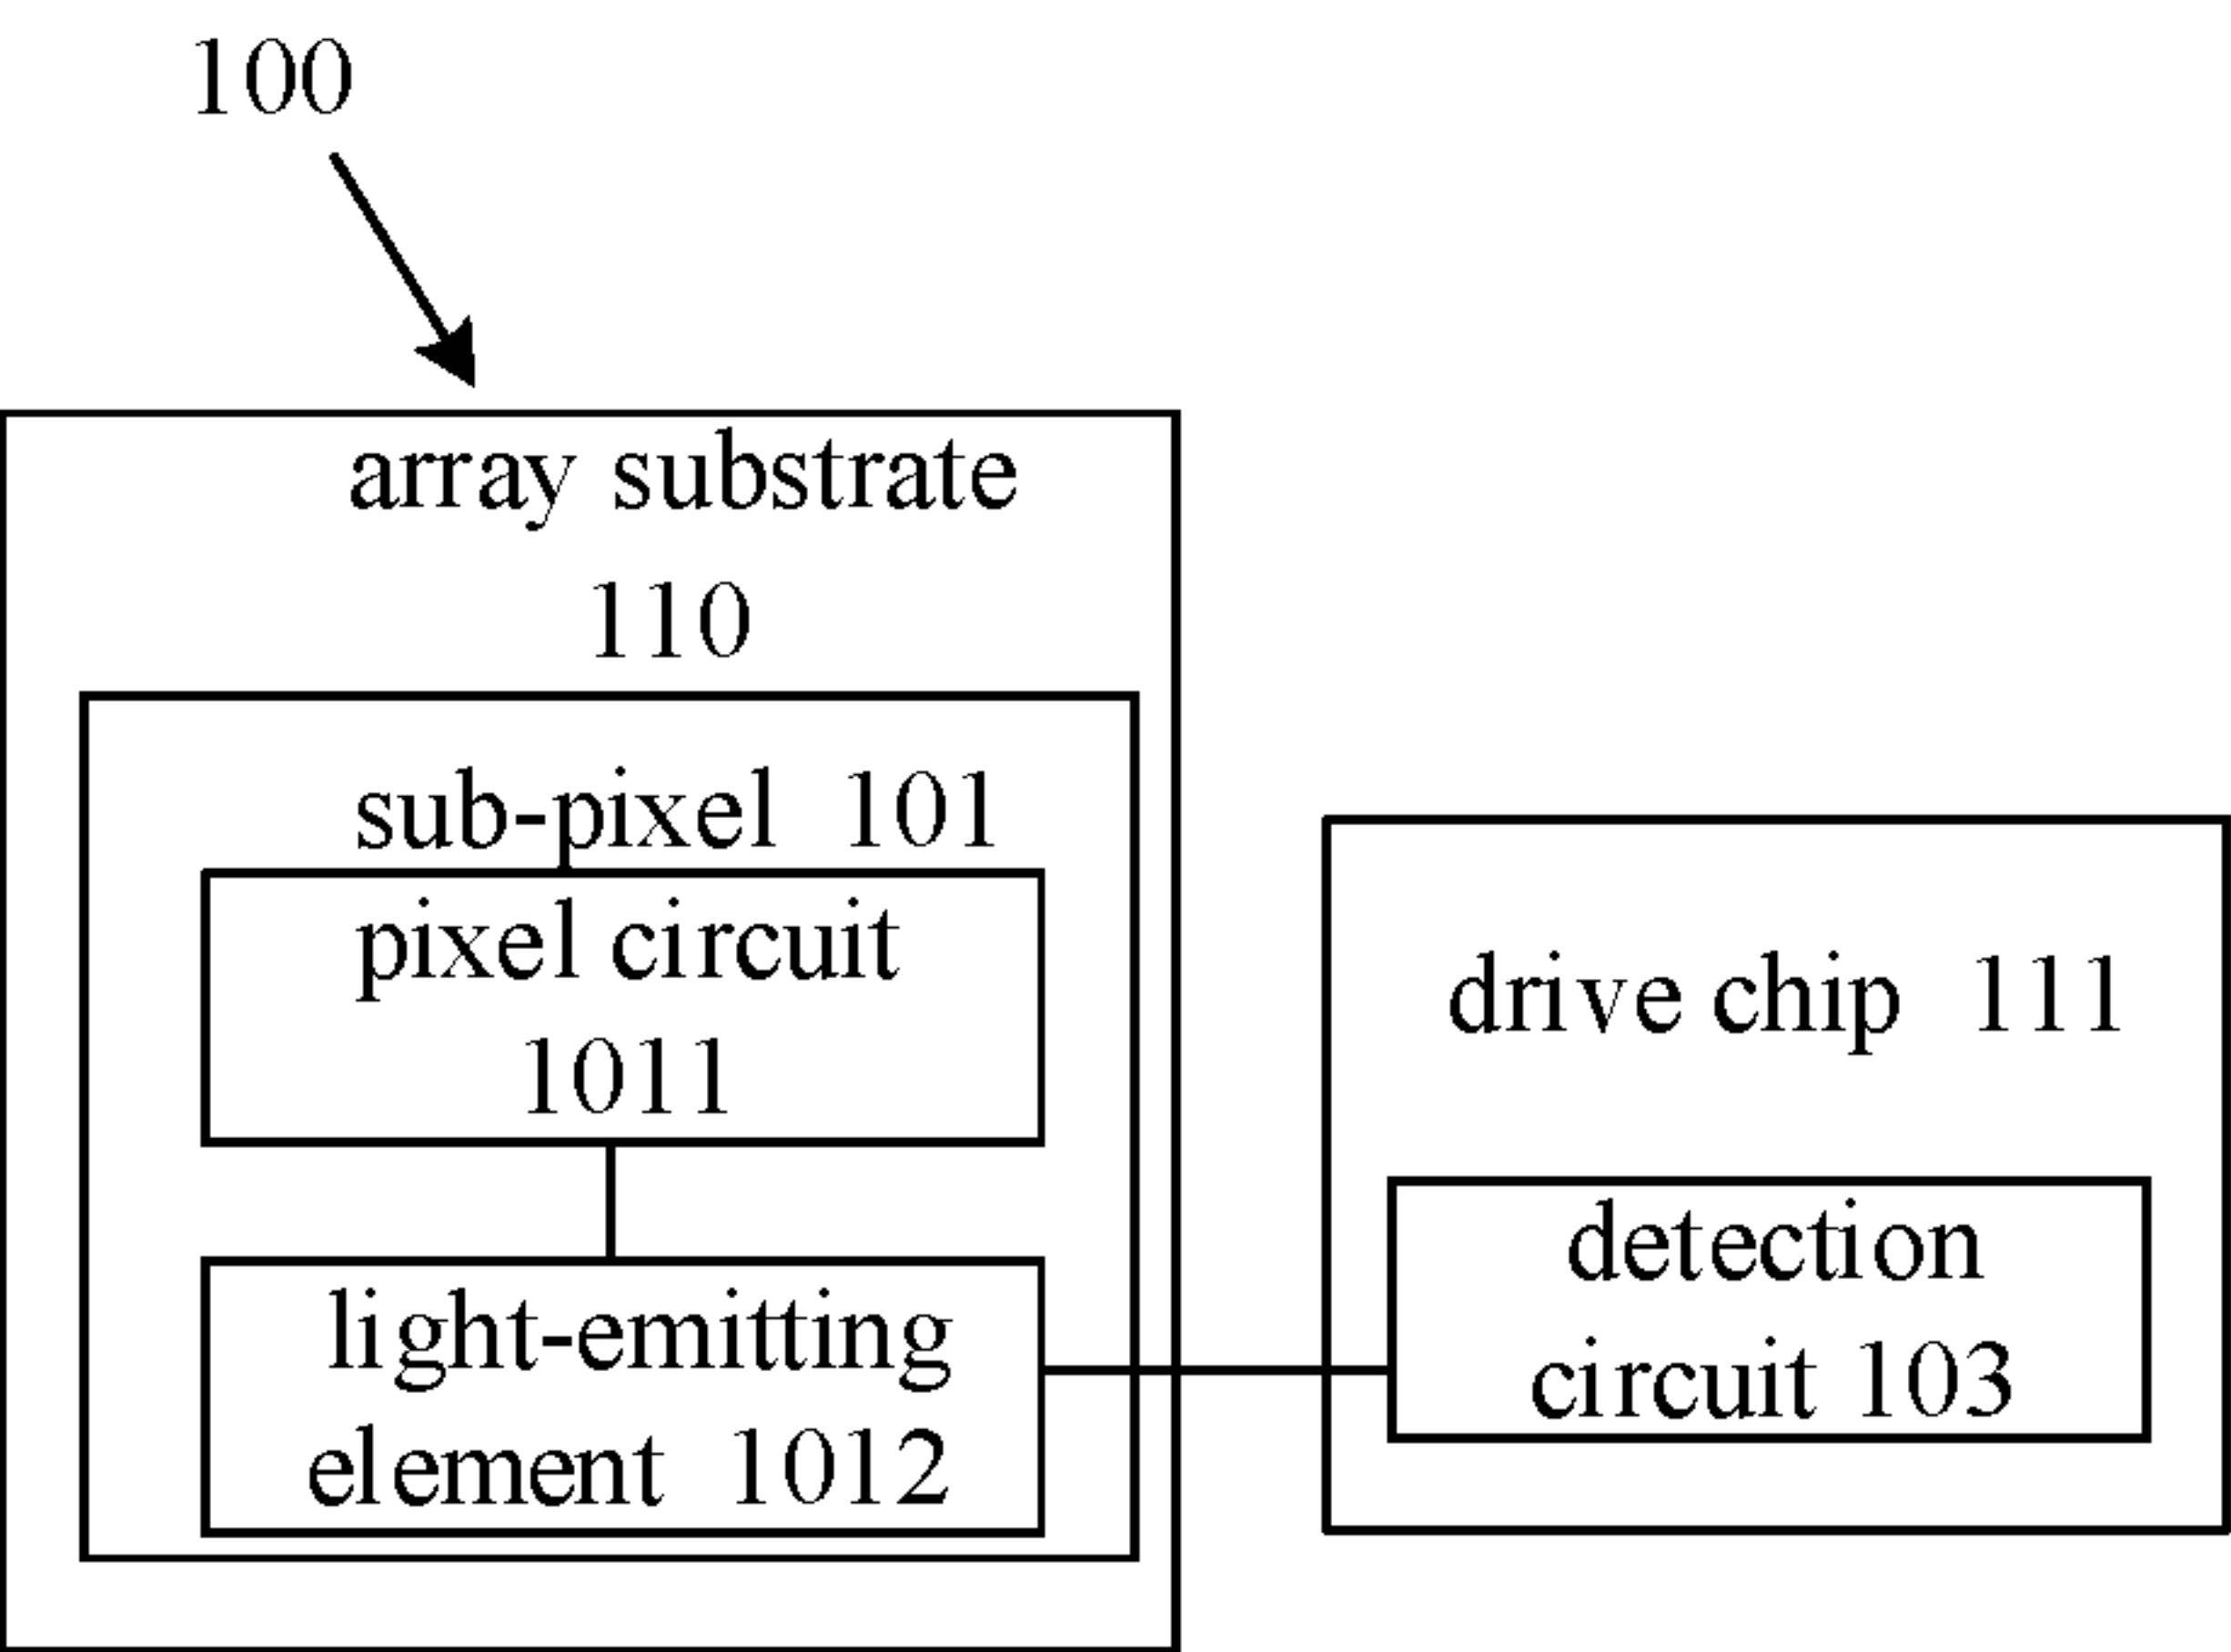 100
array substrate
110
sub-pixel 101
pixel circuit
1011
light-emitting
element 1012
drive chip 111
detection
circuit 103